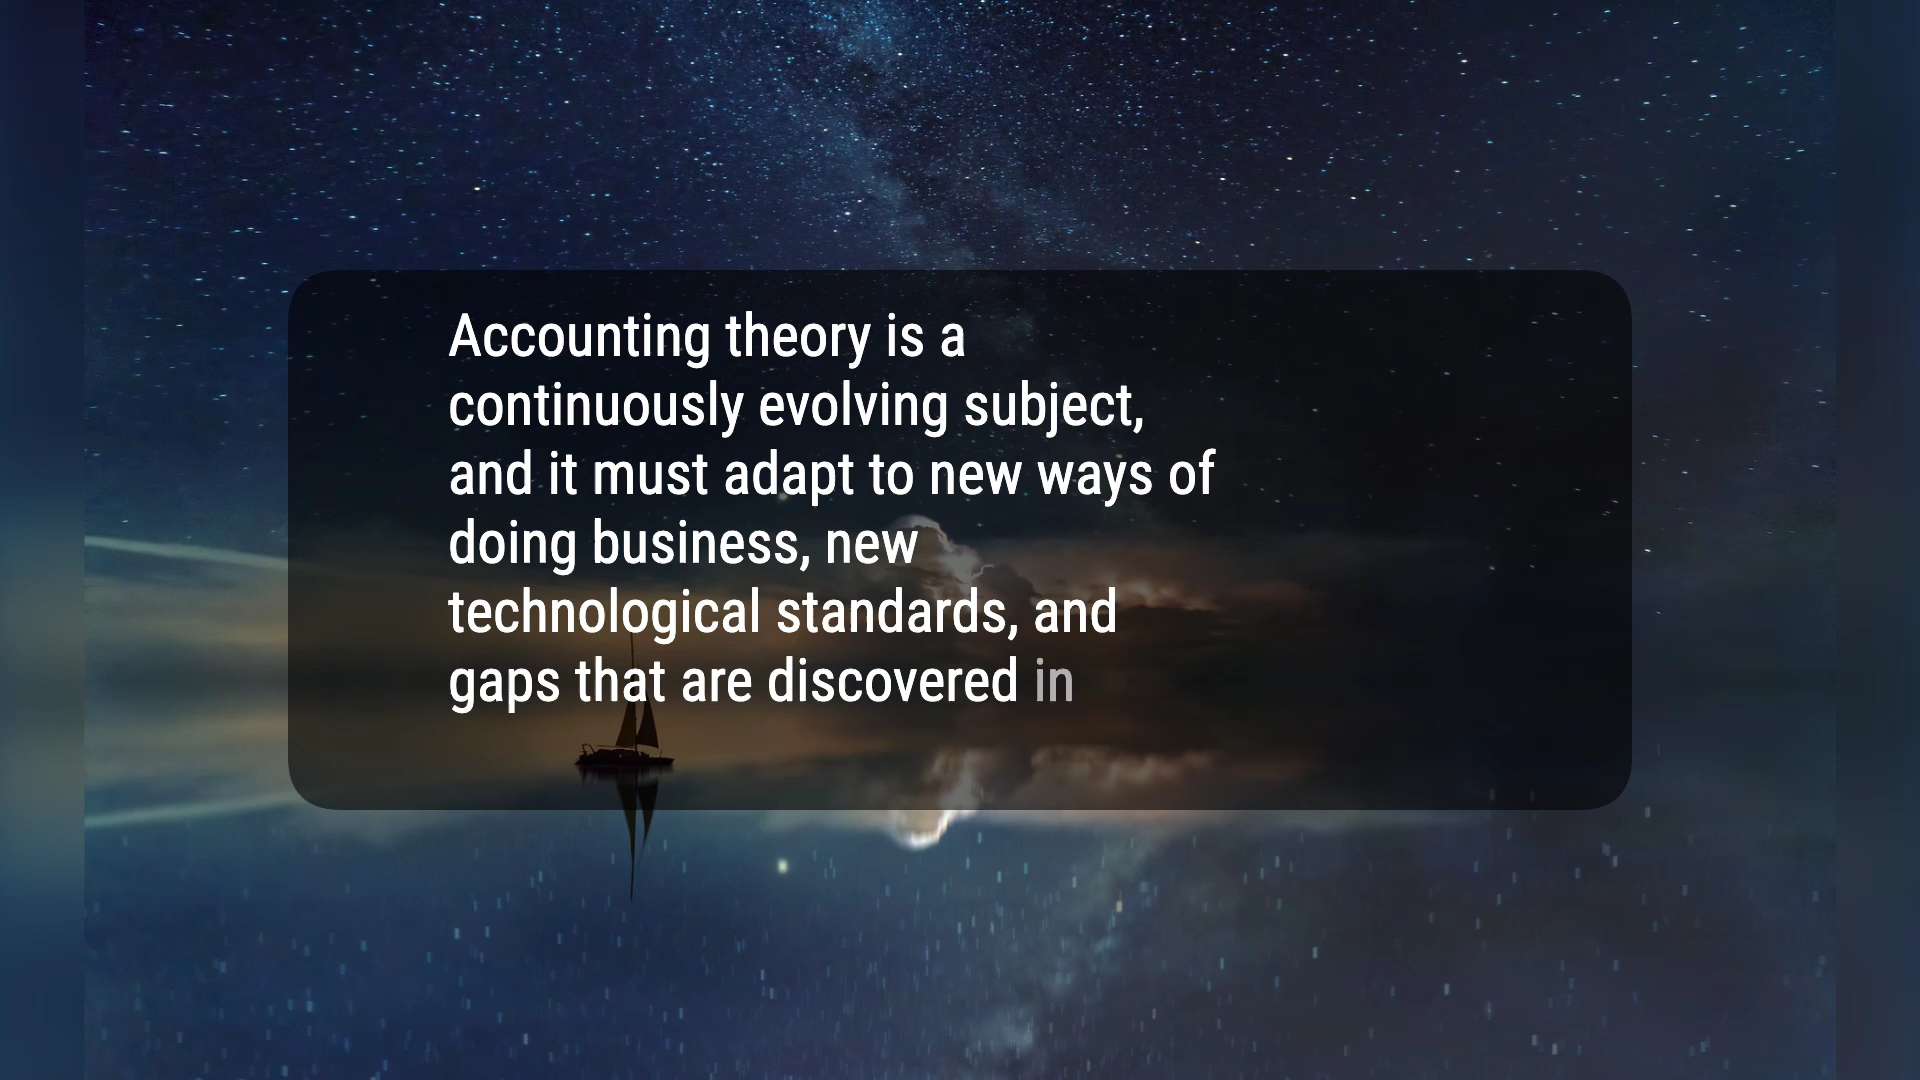 Accounting theory is a
continuously evolving subject,
and it must adapt to new ways of
doing business, new
technological standards, and
gaps that are discovered in